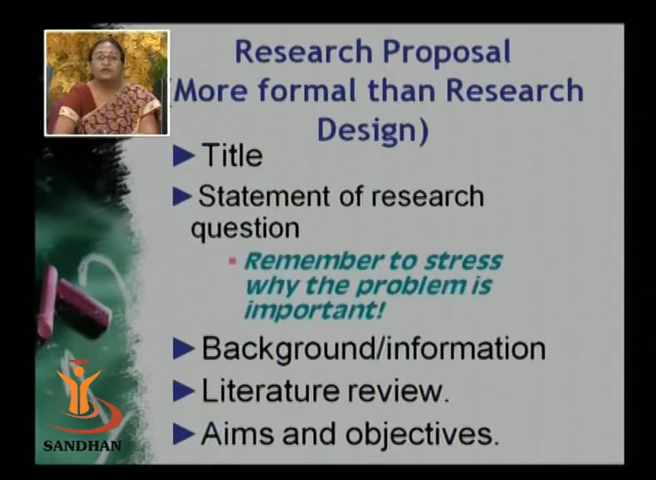 Research Proposal
(More formal than Research
Design)
Title
Statement of research
question
Remember to stress
why the problem is
important!
Background/information
Literature review.
Aims and objectives.
SANDHAN